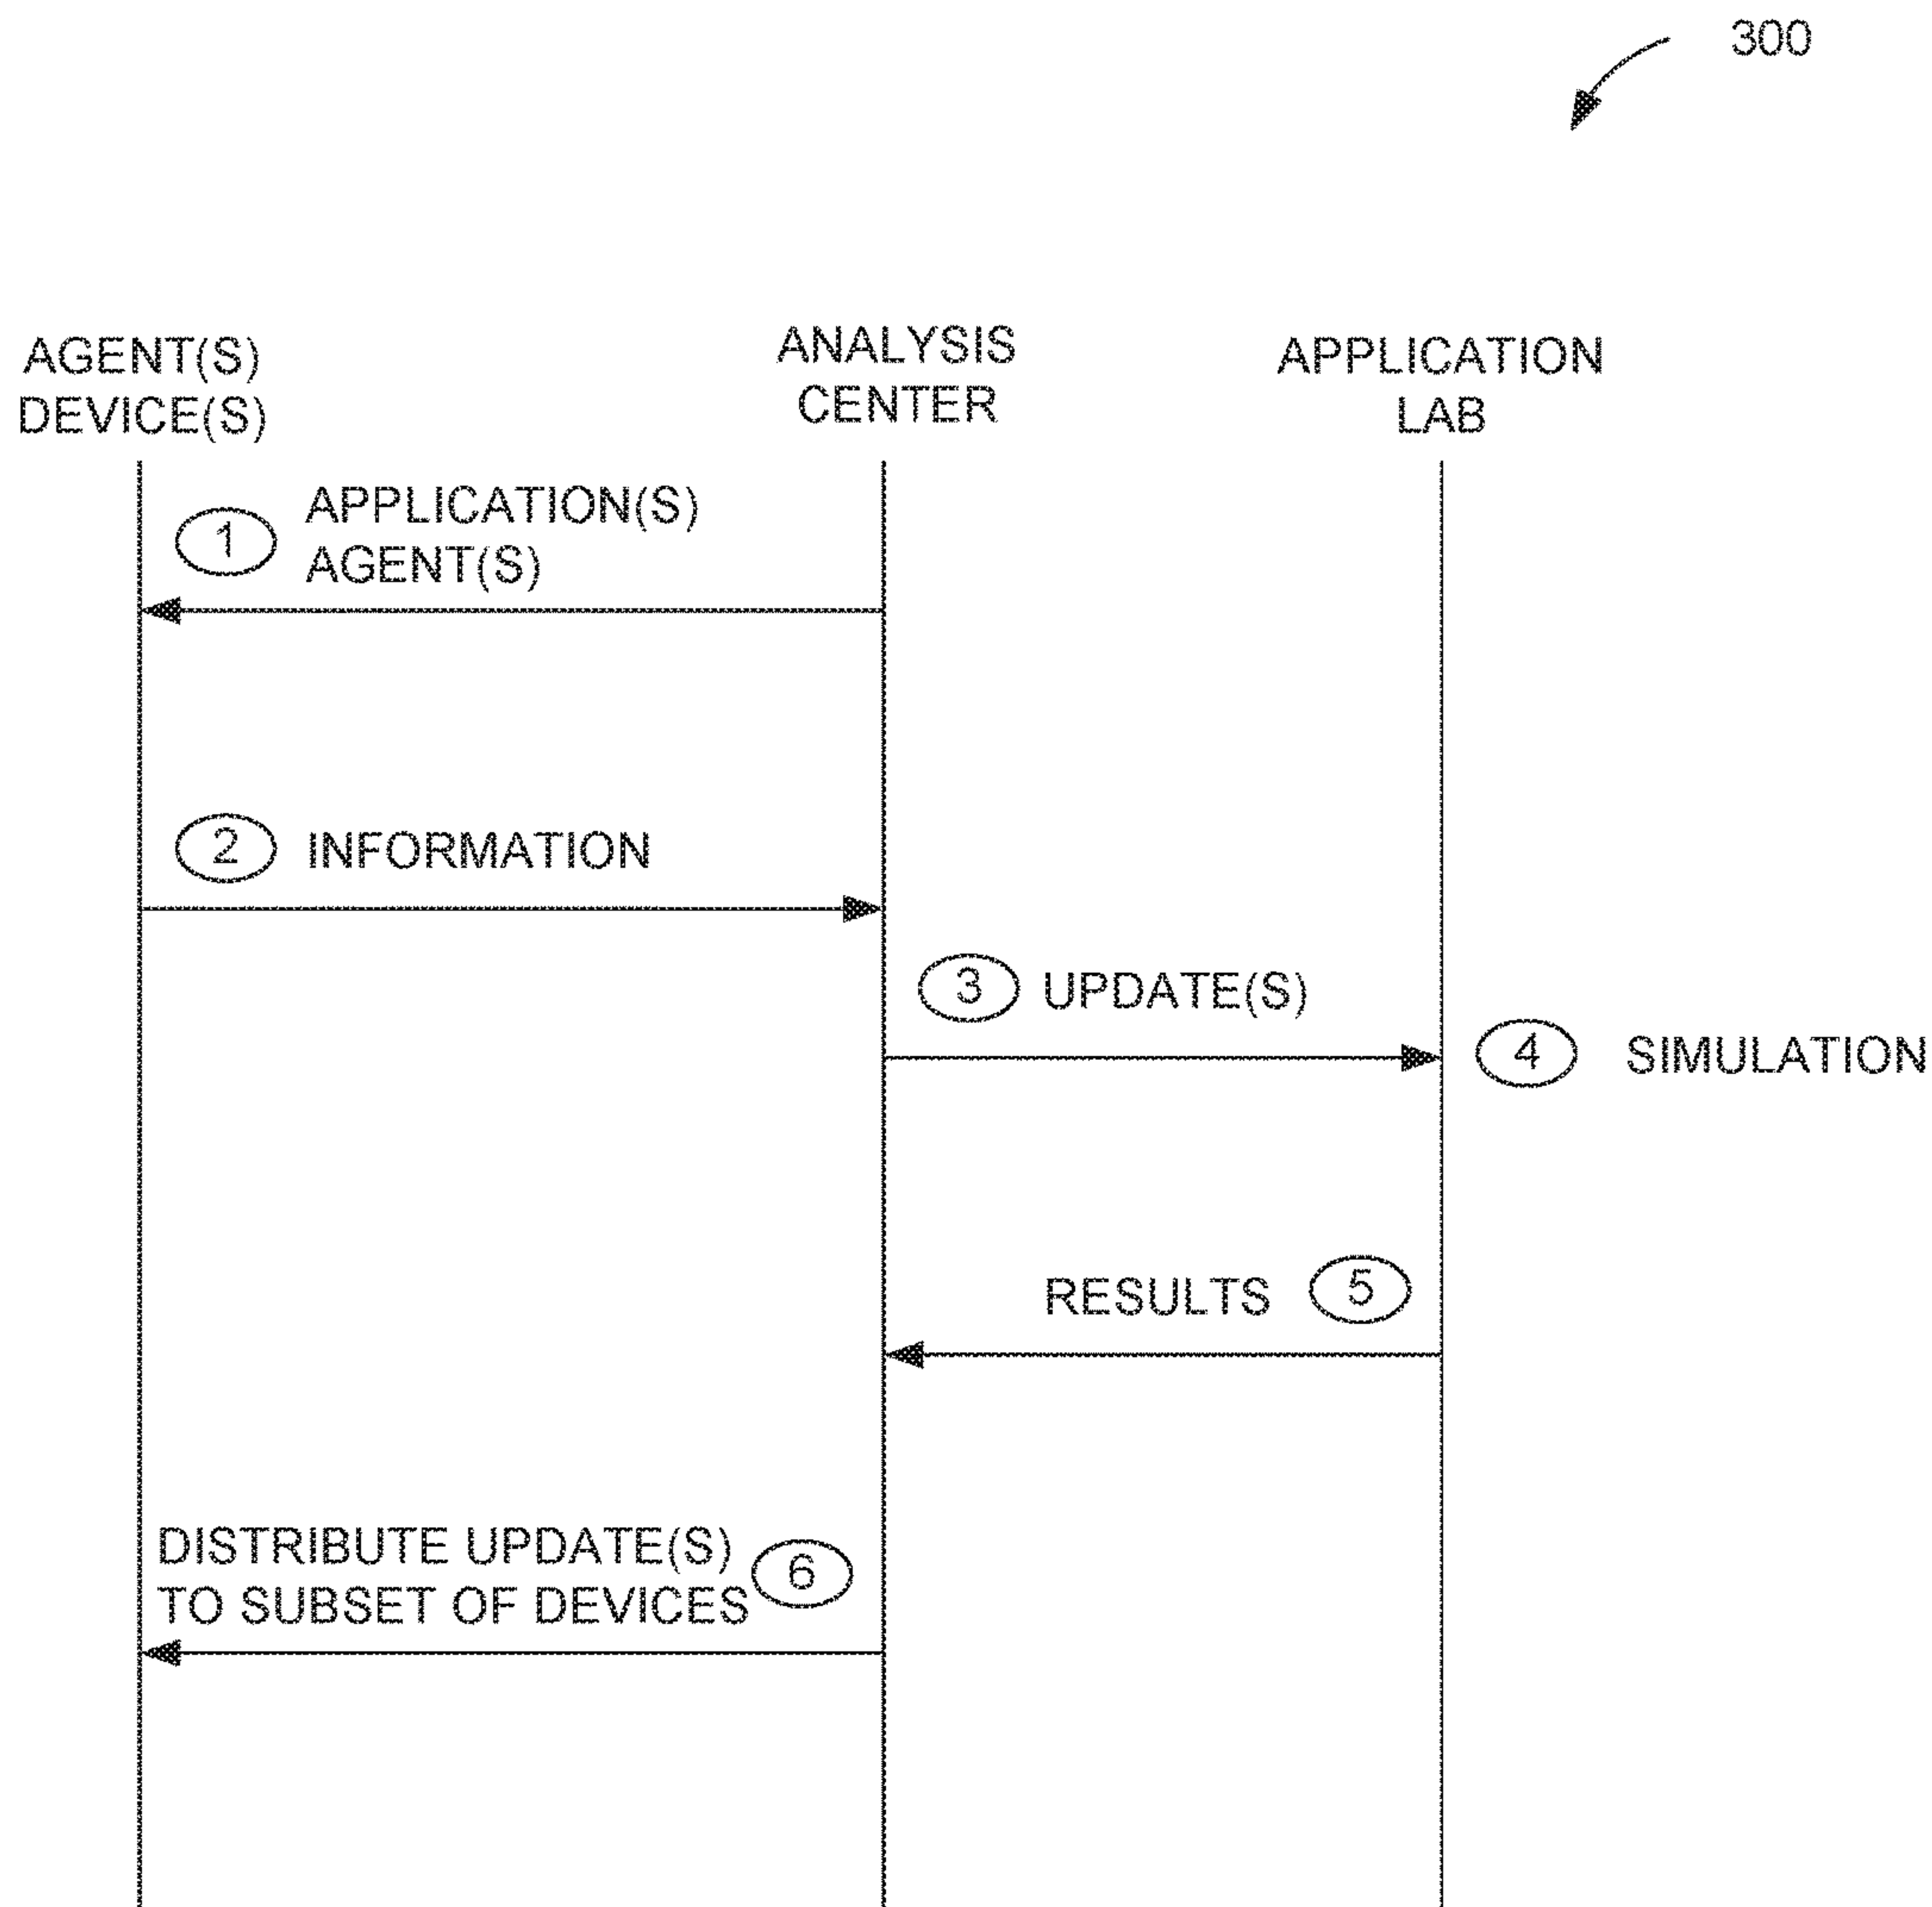 300
AGENT(S)
DEVICE(S)
ANALYSIS
CENTER
APPLICATION
LAB
1
APPLICATION(S)
AGENT(S)
2 INFORMATION
3 UPDATE(S)
4 SIMULATION
RESULTS 5
DISTRIBUTE UPDATE(S)
TO SUBSET OF DEVICES
6